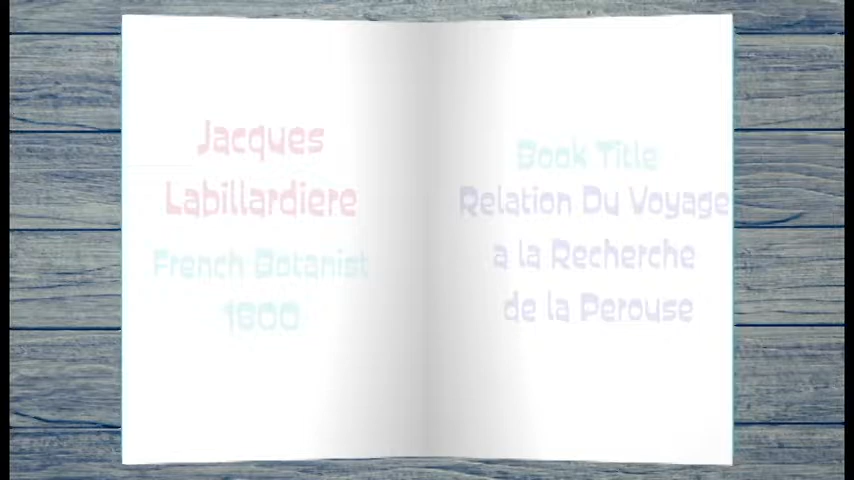 Jacques
Labillardiere
French Botanist
1800
Book Title
Relation Du Voyage
a la Recherche
de la Perouse